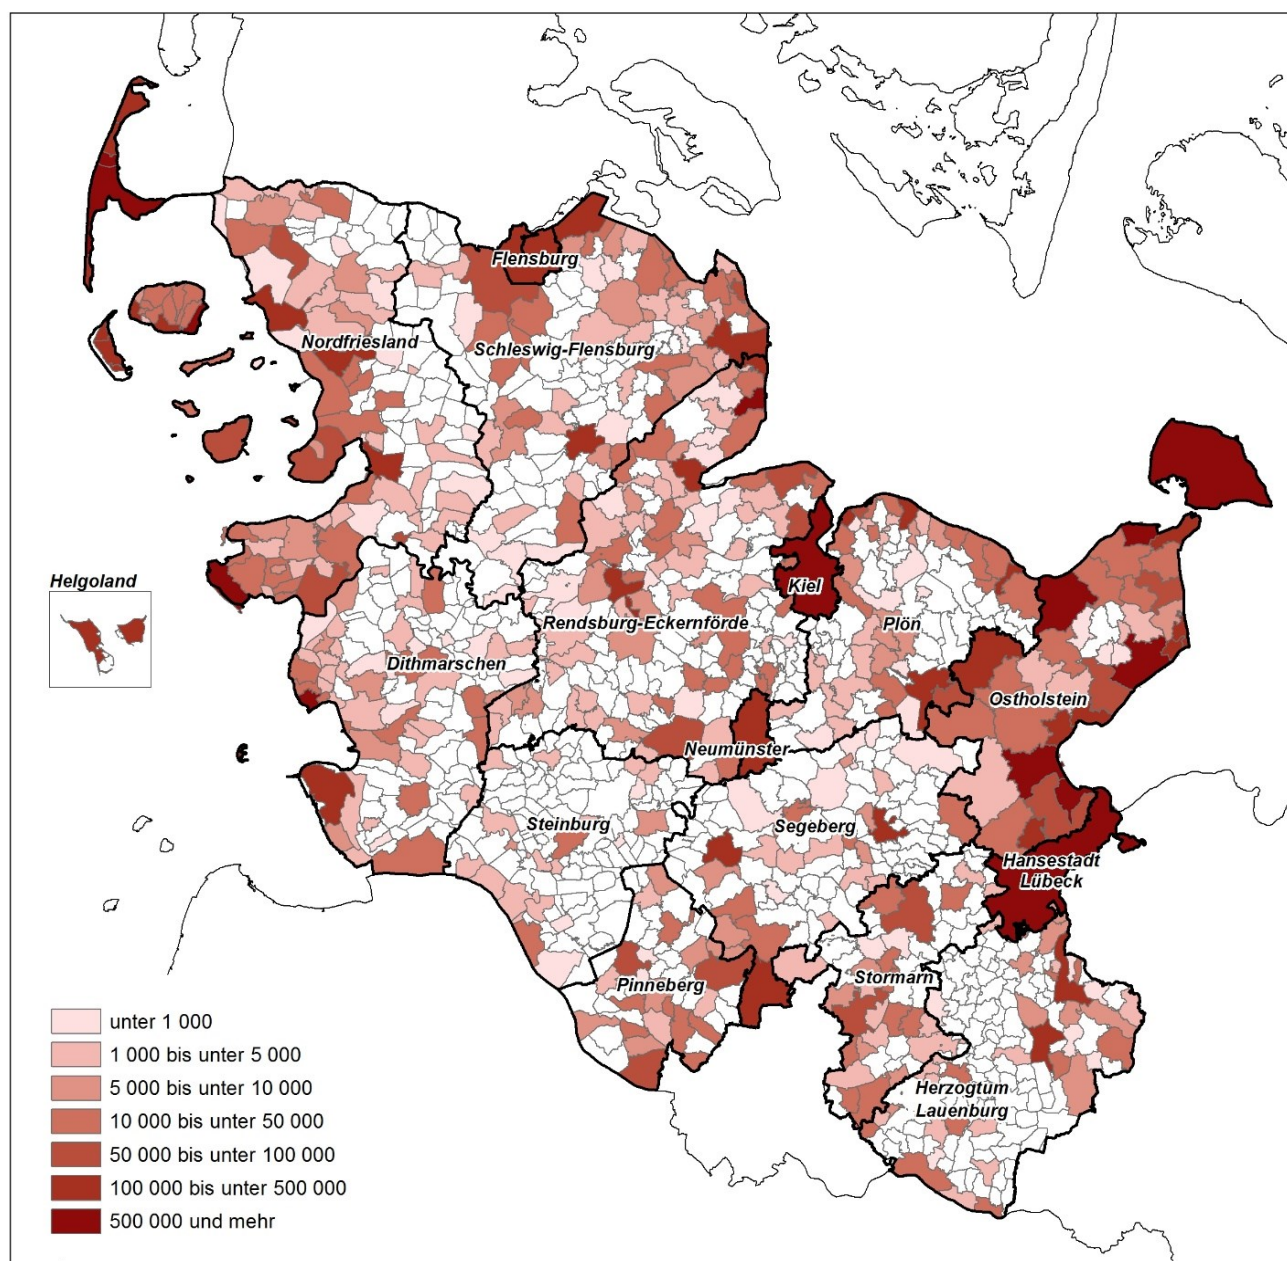 Flensburg
Nordfriesland
Schleswig-Flensburg
Helgoland
Kiel
Rendsburg-Eckernförde
Plön
Dithmarschen
Ostholstein
Neumünster
Steinburg
Segeberg
Hansestadt
Lübeck
Pinneberg
Stormarn
Herzogtum
Lauenburg
unter 1 000
1 000 bis unter 5 000
5 000 bis unter 10 000
10 000 bis unter 50 000
50 000 bis unter 100 000
100 000 bis unter 500 000
500 000 und mehr